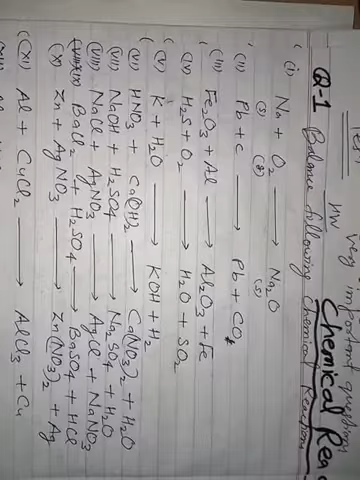 HW very important questions
Chemical Rea
Q-1 Balance following Chemical Reactions
(i) Na + O2 ⟶ Na2O
(S) (g) (S)
(ii) Pb + C ⟶ Pb + CO2
(iii) Fe2O3 + Al ⟶ Al2O3 + Fe
(iv) H2S + O2 ⟶ H2O + SO2
(v) K + H2O ⟶ KOH + H2
(vi) HNO3 + Ca(OH)2 ⟶ Ca(NO3)2 + H2O
(vii) NaOH + H2SO4 ⟶ Na2SO4 + H2O
(viii) NaCl + AgNO3 ⟶ AgCl + NaNO3
BaCl2 + H2SO4 ⟶ BaSO4 + HCl
(x) Zn + AgNO3 ⟶ Zn(NO3)2 + Ag
(xi) Al + CuCl2 ⟶ AlCl3 + Cu